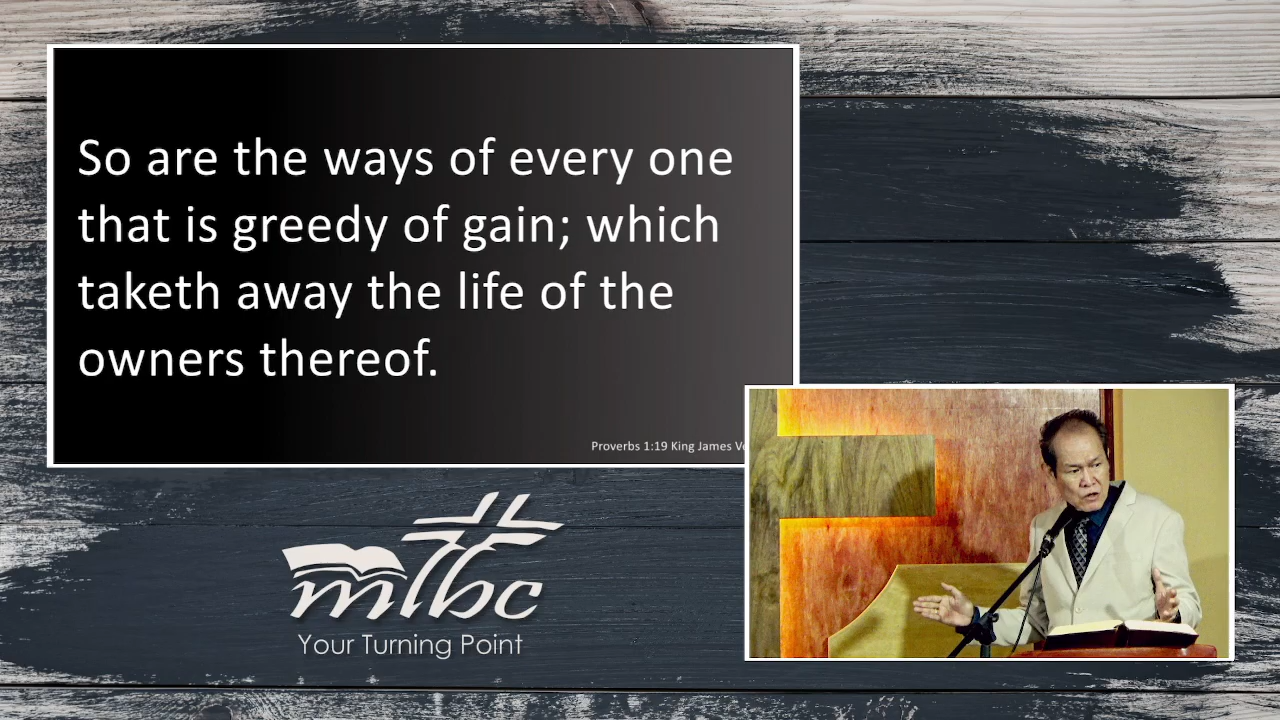 So are the ways of every one
that is greedy of gain; which
taketh away the life of the
owners thereof.
Proverbs 1:19 King James
mlbc
Your Turning Point